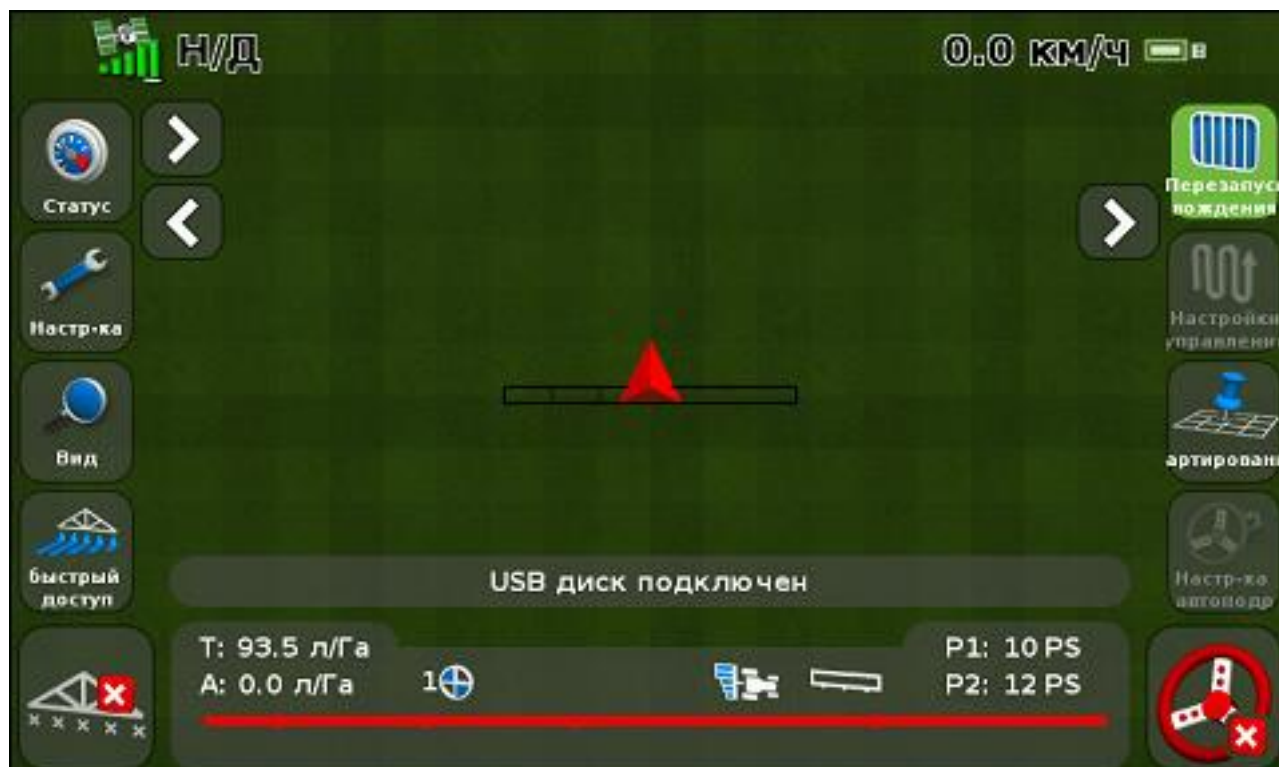 Н/Д
0.0 км/ч
В
Статус
Перезапус
вождения
Настр-ка
Настройки
управлени
Вид
артирован
быстрый
доступ
Настр-ка
автоподр
USB диск подключен
Т: 93.5 л/Га
А: 0.0 л/Га
1
P1: 10 PS
P2: 12 PS